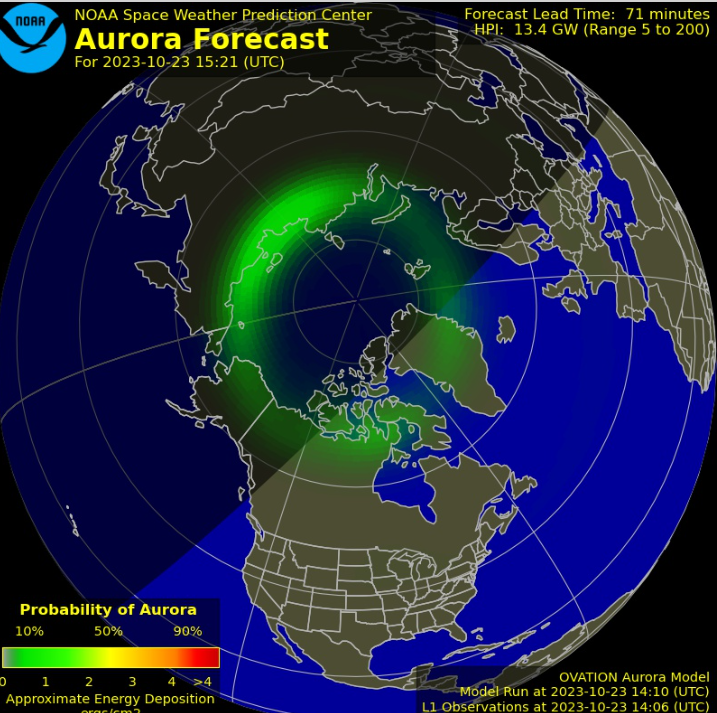 NOAA
NOAA Space Weather Prediction Center
Aurora Forecast
For 2023-10-23 15:21 (UTC)
Forecast Lead Time: 71 minutes
HPI: 13.4 GW (Range 5 to 200)
Probability of Aurora
10% 50% 90%
0 1 2 3 4 >4
Approximate Energy Deposition
ergs/cm2
OVATION Aurora Model
Model Run at 2023-10-23 14:10 (UTC)
L1 Observations at 2023-10-23 14:06 (UTC)